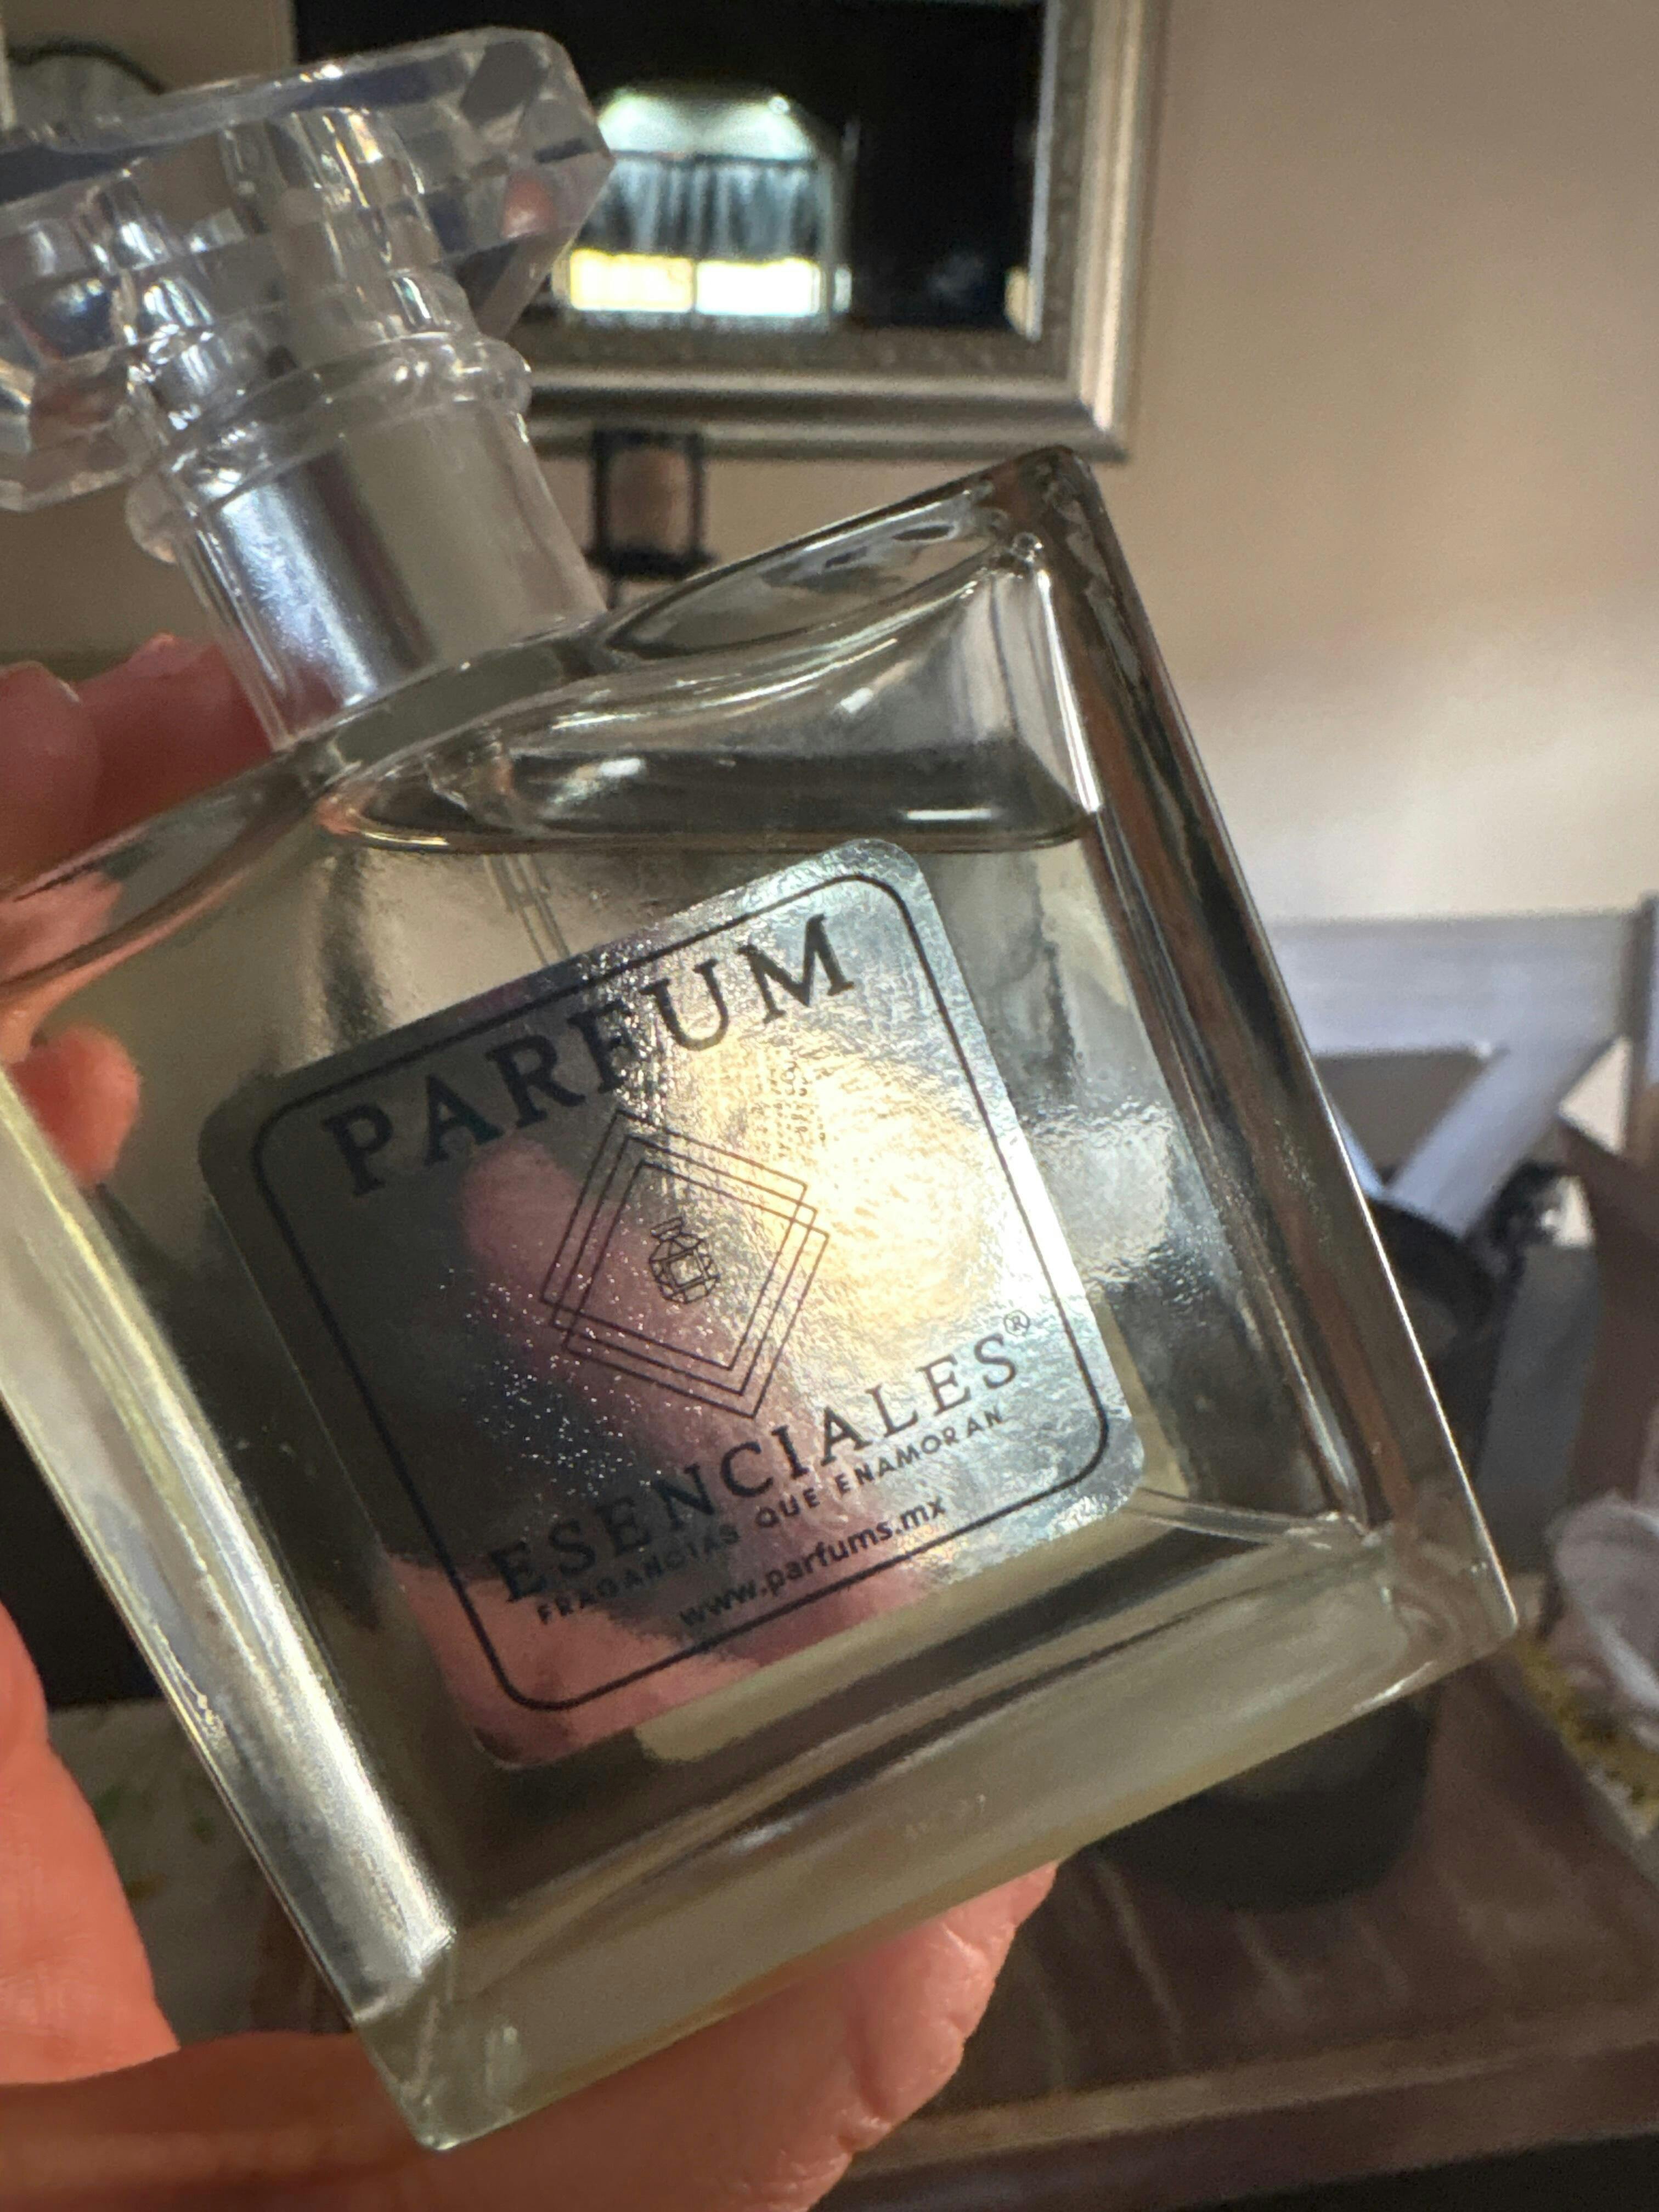 PARFUM
ESENCIALES®
FRAGANCIAS QUE ENAMORAN
www.parfums.mx